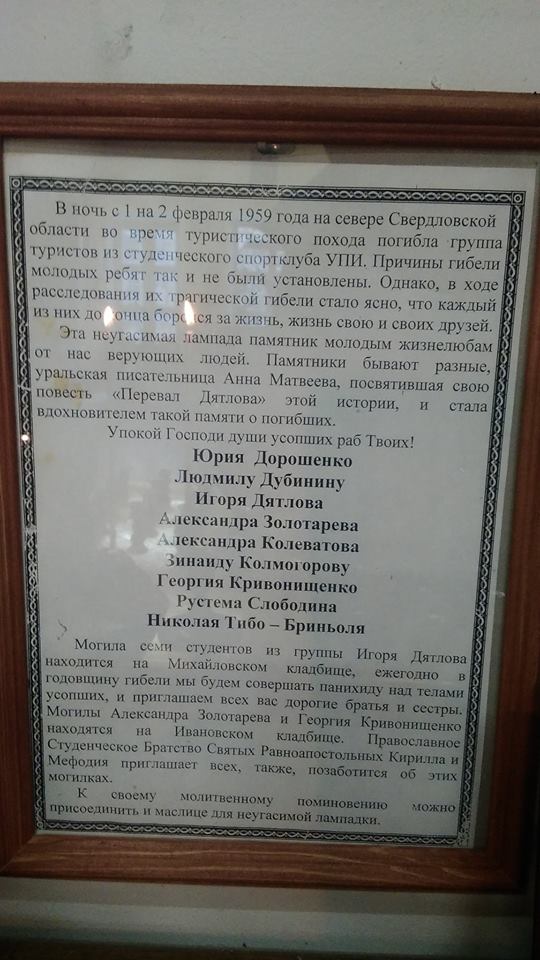 В ночь с 1 на 2 февраля 1959 года на севере Свердловской
области во время туристического похода погибла группа
туристов из студенческого спортклуба УПИ. Причины гибели
молодых ребят так и не были установлены. Однако, в ходе
расследования их трагической гибели стало ясно, что каждый
из них до конца боролся за жизнь, жизнь свою и своих друзей.
Эта неугасимая лампада памятник молодым жизнелюбам
от нас верующих людей. Памятники бывают разные,
уральская писательница Анна Матвеева, посвятившая свою
повесть «Перевал Дятлова» этой истории, и стала
вдохновителем такой памяти о погибших.
Упокой Господи души усопших раб Твоих!
Юрия Дорошенко
Людмилу Дубинину
Игоря Дятлова
Александра Золотарева
Александра Колеватова
Зинаиду Колмогорову
Георгия Кривонищенко
Рустема Слободина
Николая Тибо – Бриньоля
Могила семи студентов из группы Игоря Дятлова
находится на Михайловском кладбище, ежегодно в
годовщину гибели мы будем совершать панихиду над телами
усопших, и приглашаем всех вас дорогие братья и сестры.
Могилы Александра Золотарева и Георгия Кривонищенко
находятся на Ивановском кладбище. Православное
Студенческое Братство Святых Равноапостольных Кирилла и
Мефодия приглашает всех, также, позаботится об этих
могилках.
К своему молитвенному поминовению можно
присоединить и маслице для неугасимой лампадки.